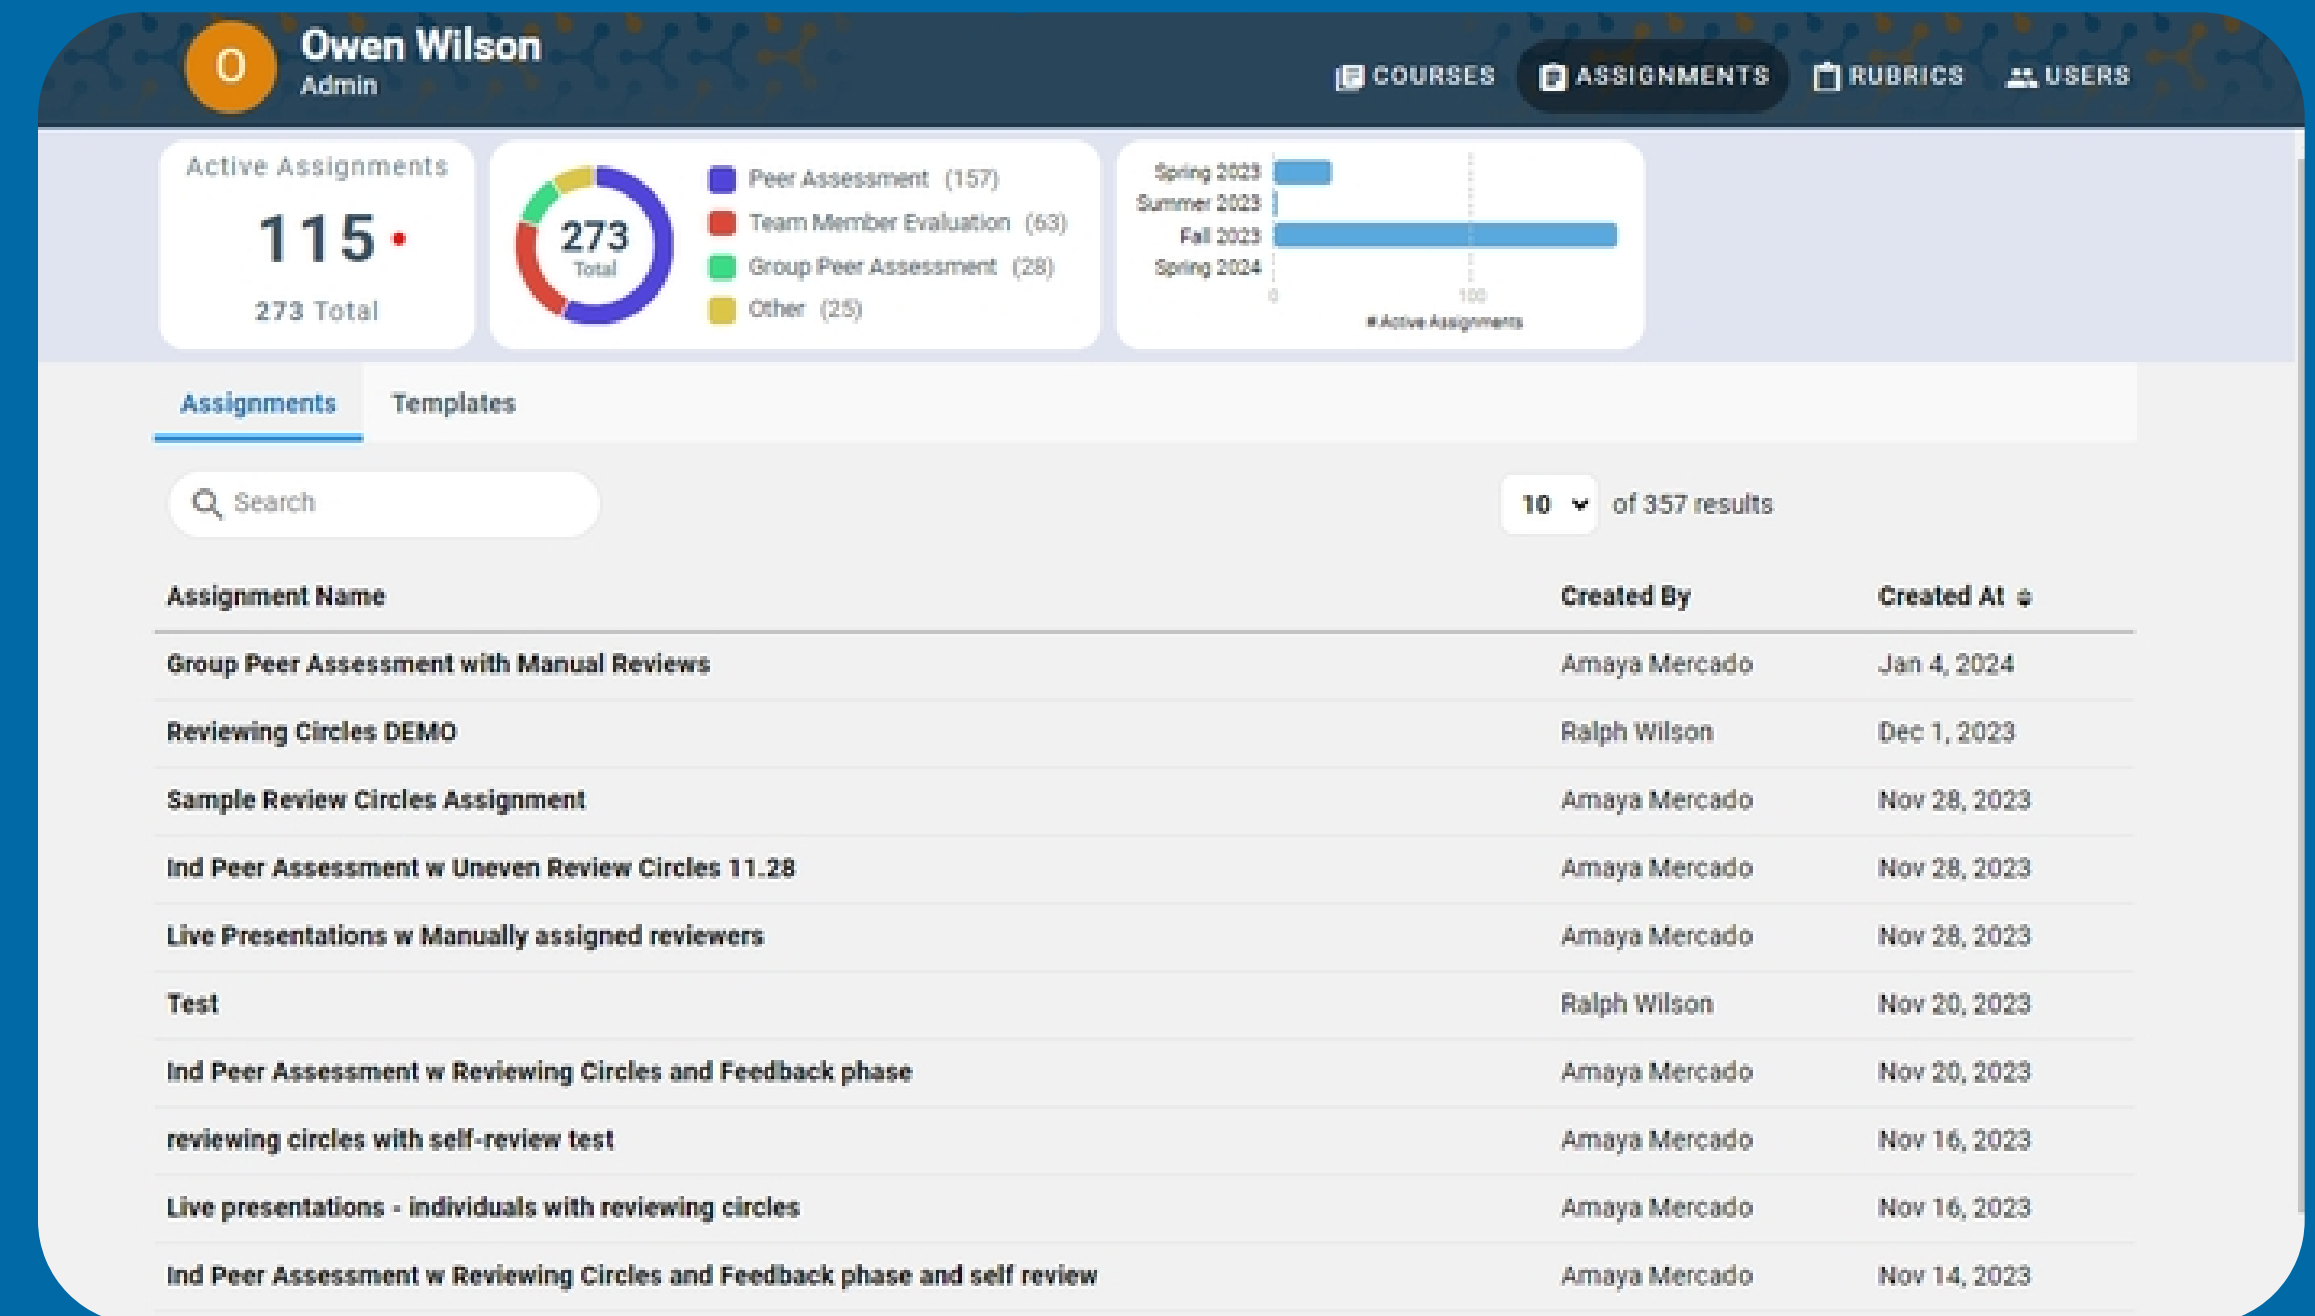 O
Owen Wilson
Admin
COURSES
ASSIGNMENTS
RUBRICS
USERS
Active Assignments
115
273 Total
273
Total
Peer Assessment (157)
Team Member Evaluation (63)
Group Peer Assessment (28)
Other (25)
Spring 2023
Summer 2023
Fall 2023
Spring 2024
0 100
# Active Assignments
Assignments Templates
Search
10 of 357 results
Assignment Name Created By Created At
Group Peer Assessment with Manual Reviews Amaya Mercado Jan 4, 2024
Reviewing Circles DEMO Ralph Wilson Dec 1, 2023
Sample Review Circles Assignment Amaya Mercado Nov 28, 2023
Ind Peer Assessment w Uneven Review Circles 11.28 Amaya Mercado Nov 28, 2023
Live Presentations w Manually assigned reviewers Amaya Mercado Nov 28, 2023
Test Ralph Wilson Nov 20, 2023
Ind Peer Assessment w Reviewing Circles and Feedback phase Amaya Mercado Nov 20, 2023
reviewing circles with self-review test Amaya Mercado Nov 16, 2023
Live presentations - individuals with reviewing circles Amaya Mercado Nov 16, 2023
Ind Peer Assessment w Reviewing Circles and Feedback phase and self review Amaya Mercado Nov 14, 2023